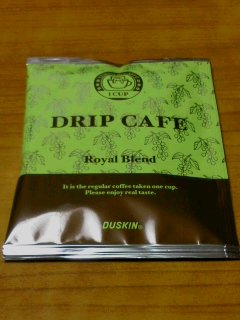 1 CUP
DRIP CAFE
Royal Blend
It is the regular coffee taken one cup.
Please enjoy real taste.
DUSKIN®